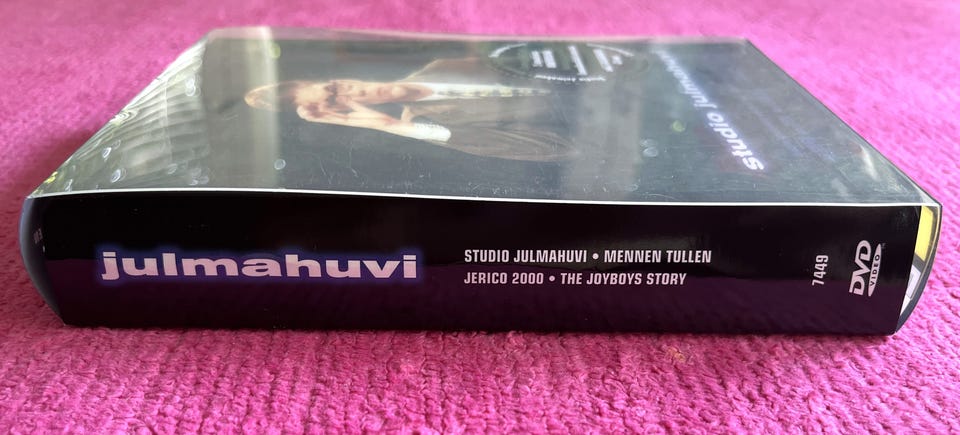 studio julmahuvi
julmahuvi
STUDIO JULMAHUVI • MENNEN TULLEN
JERICO 2000 • THE JOYBOYS STORY
7449
DVD
VIDEO